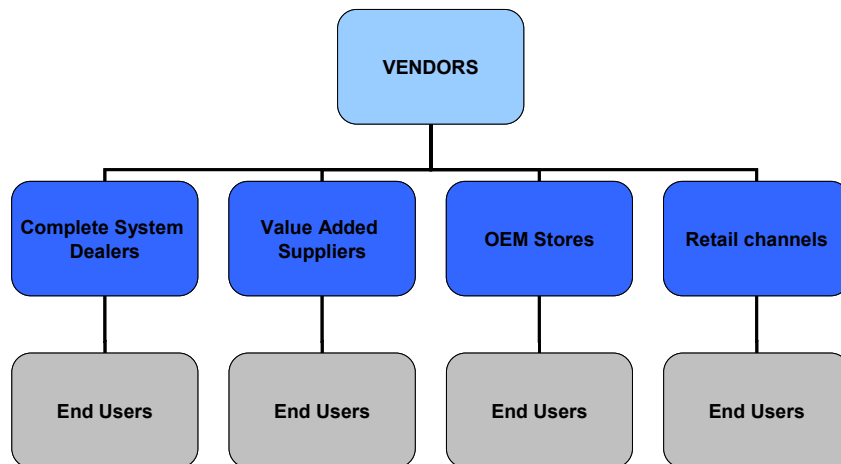 VENDORS
Complete System
Dealers
Value Added
Suppliers
OEM Stores
Retail channels
End Users
End Users
End Users
End Users